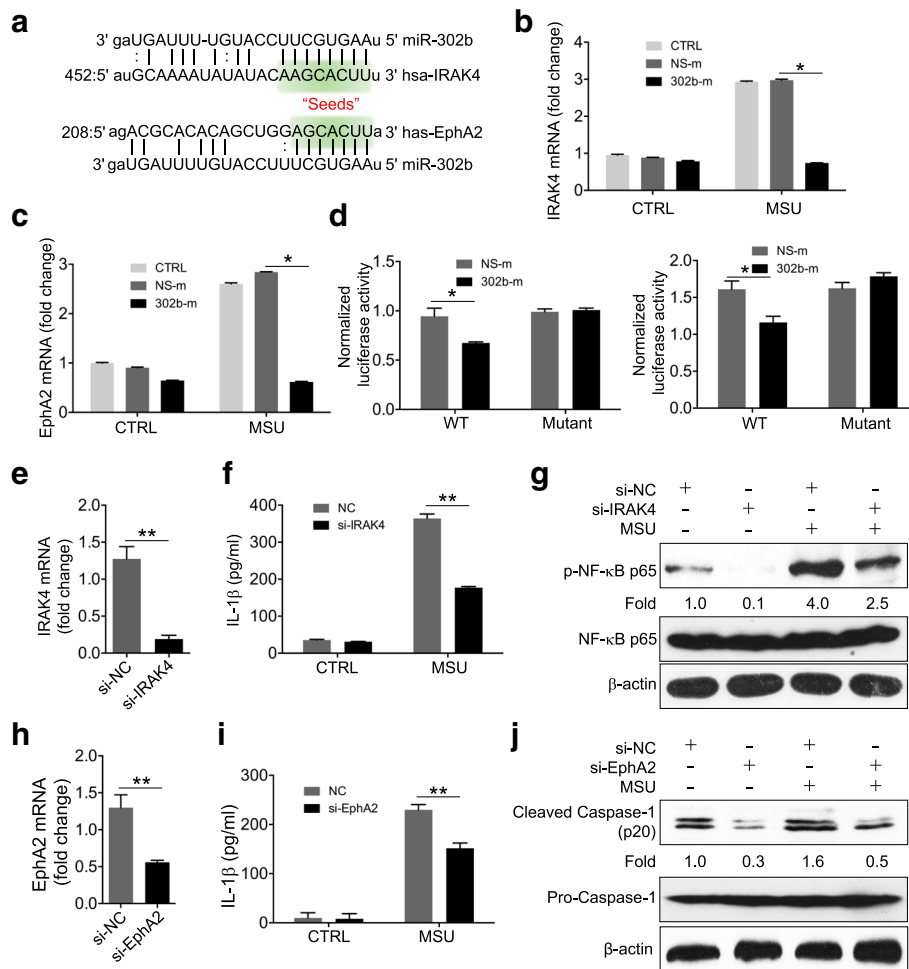 a
3' gaUGAUUU-UGUACCUUCGUGAAu 5' miR-302b
452:5' auGCAAAAUAUAUACAAGCACUUu 3' hsa-IRAK4
"Seeds"
208:5' agACGCACACAGCUGGAGCACUUa 3' has-EphA2
3' gaUGAUUUUGUACCUUUCGUGAAu 5' miR-302b
b
IRAK4 mRNA (fold change)
4
3
2
1
0
CTRL
NS-m
302b-m
*
CTRL
MSU
c
EphA2 mRNA (fold change)
3
2
1
0
CTRL
NS-m
302b-m
*
CTRL
MSU
d
Normalized
luciferase activity
1.5
1.0
0.5
0.0
NS-m
302b-m
*
WT
Mutant
Normalized
luciferase activity
2.0
1.5
1.0
0.5
0.0
NS-m
302b-m
*
WT
Mutant
e
IRAK4 mRNA
(fold change)
2.0
1.5
1.0
0.5
0.0
**
si-NC
si-IRAK4
f
IL-1β (pg/ml)
400
300
200
100
0
NC
si-IRAK4
**
CTRL
MSU
g
si-NC + - + -
si-IRAK4 - + - +
MSU - - + +
p-NF-κB p65
Fold 1.0 0.1 4.0 2.5
NF-κB p65
β-actin
h
EphA2 mRNA
(fold change)
2.0
1.5
1.0
0.5
0.0
**
si-NC
si-EphA2
i
IL-1β (pg/ml)
300
200
100
0
NC
si-EphA2
**
CTRL
MSU
j
si-NC + - + -
si-EphA2 - + - +
MSU - - + +
Cleaved Caspase-1
(p20)
Fold 1.0 0.3 1.6 0.5
Pro-Caspase-1
β-actin